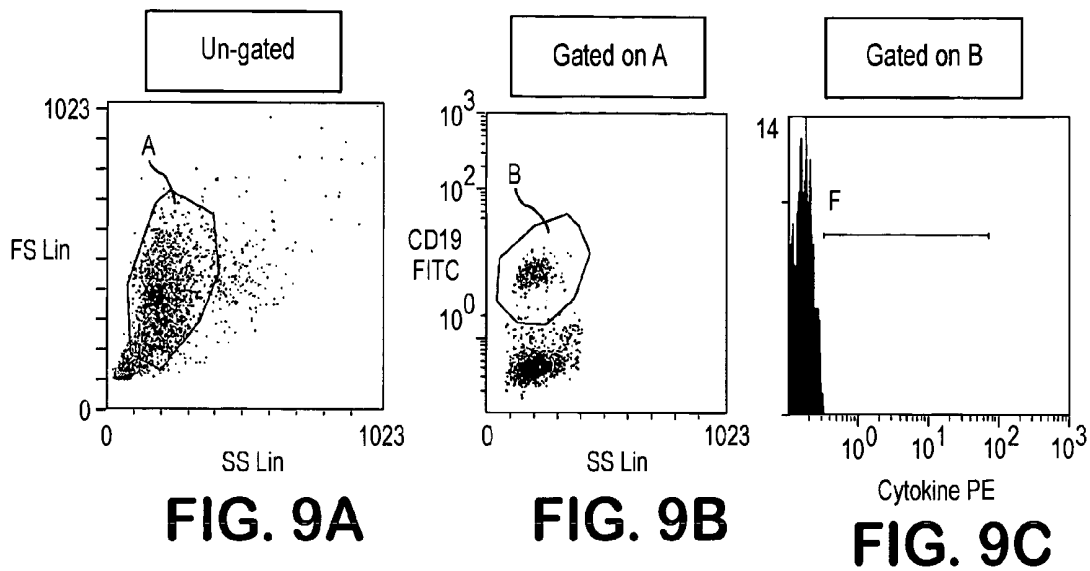 Un-gated
Gated on A
Gated on B
1023
A
FS Lin
0
0
1023
SS Lin
FIG. 9A
10³
10²
B
CD19
FITC
10⁰
0
1023
SS Lin
FIG. 9B
14
F
10⁰ 10¹ 10² 10³
Cytokine PE
FIG. 9C